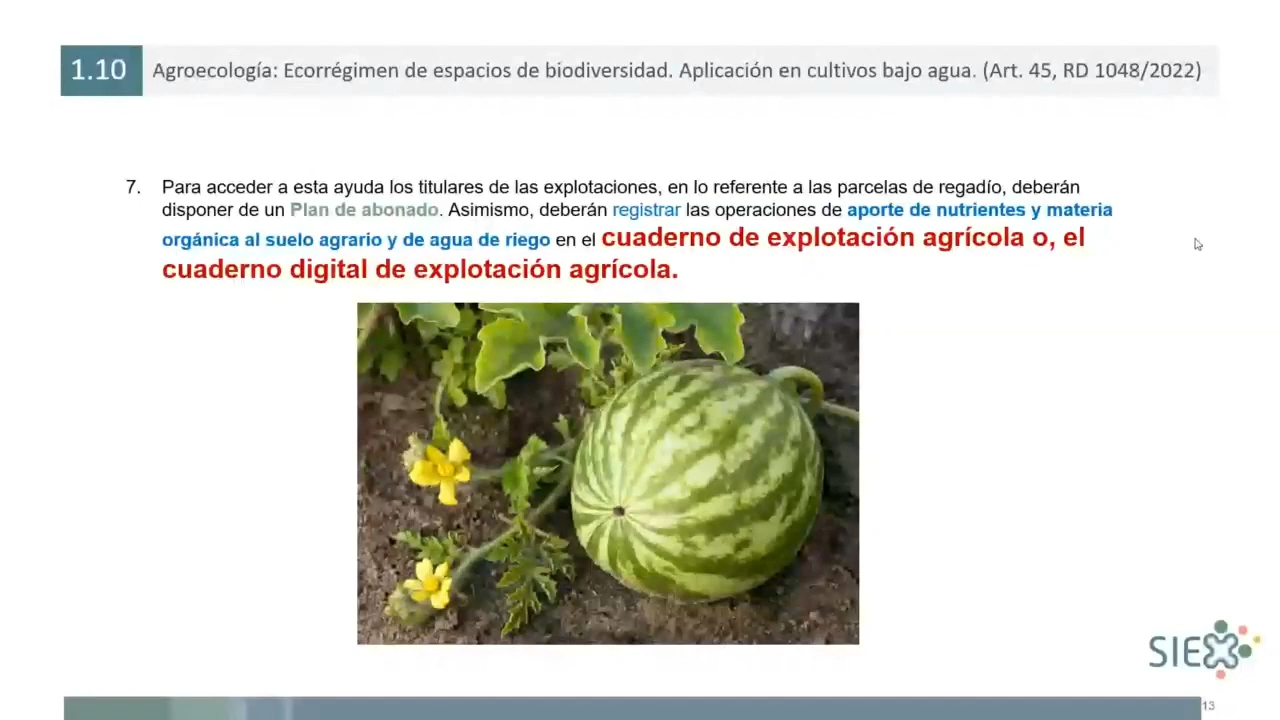 1.10 Agroecología: Ecorrégimen de espacios de biodiversidad. Aplicación en cultivos bajo agua. (Art. 45, RD 1048/2022)
7. Para acceder a esta ayuda los titulares de las explotaciones, en lo referente a las parcelas de regadío, deberán
disponer de un Plan de abonado. Asimismo, deberán registrar las operaciones de aporte de nutrientes y materia
orgánica al suelo agrario y de agua de riego en el cuaderno de explotación agrícola o, el
cuaderno digital de explotación agrícola.
SIEX
13